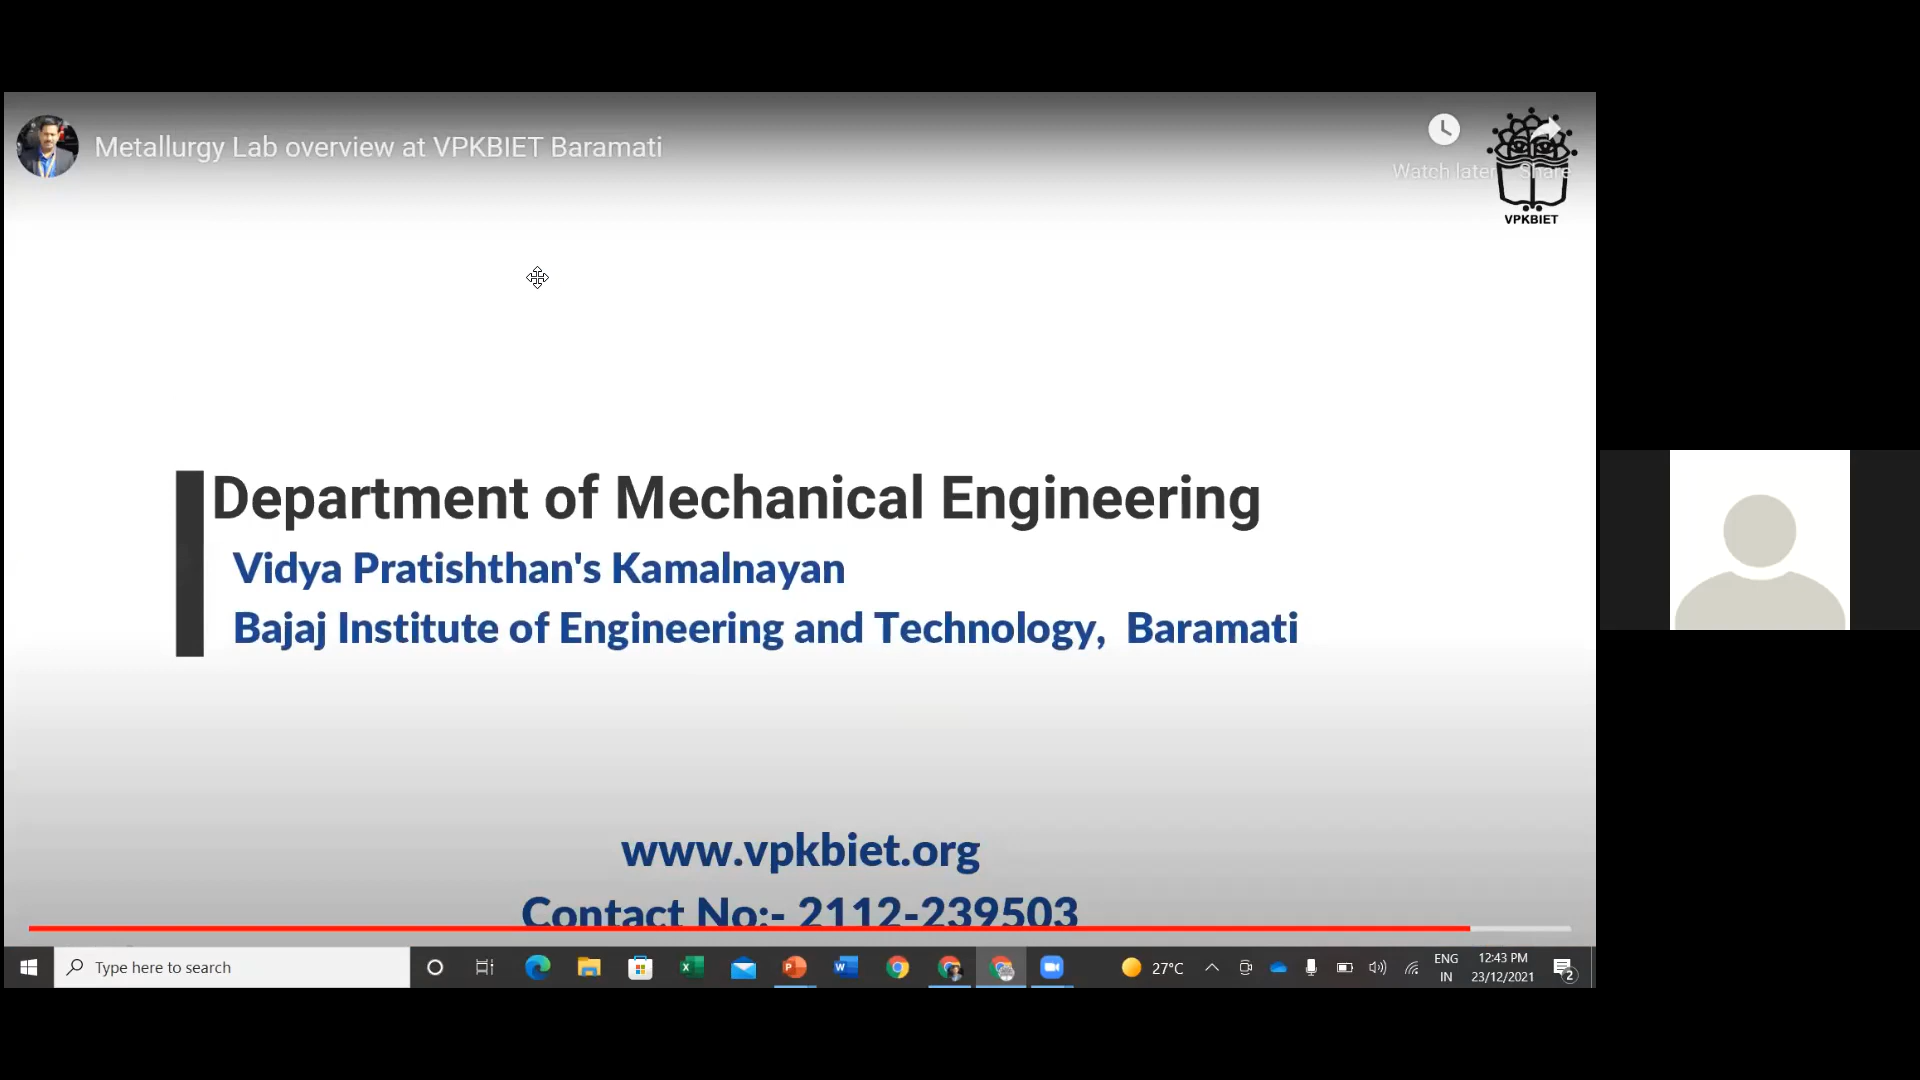 Metallurgy Lab overview at VPKBIET Baramati
Watch later
Share
VPKBIET
Department of Mechanical Engineering
Vidya Pratishthan's Kamalnayan
Bajaj Institute of Engineering and Technology, Baramati
www.vpkbiet.org
Contact No:- 2112-239503
Type here to search
27°C
ENG
IN
12:43 PM
23/12/2021
2